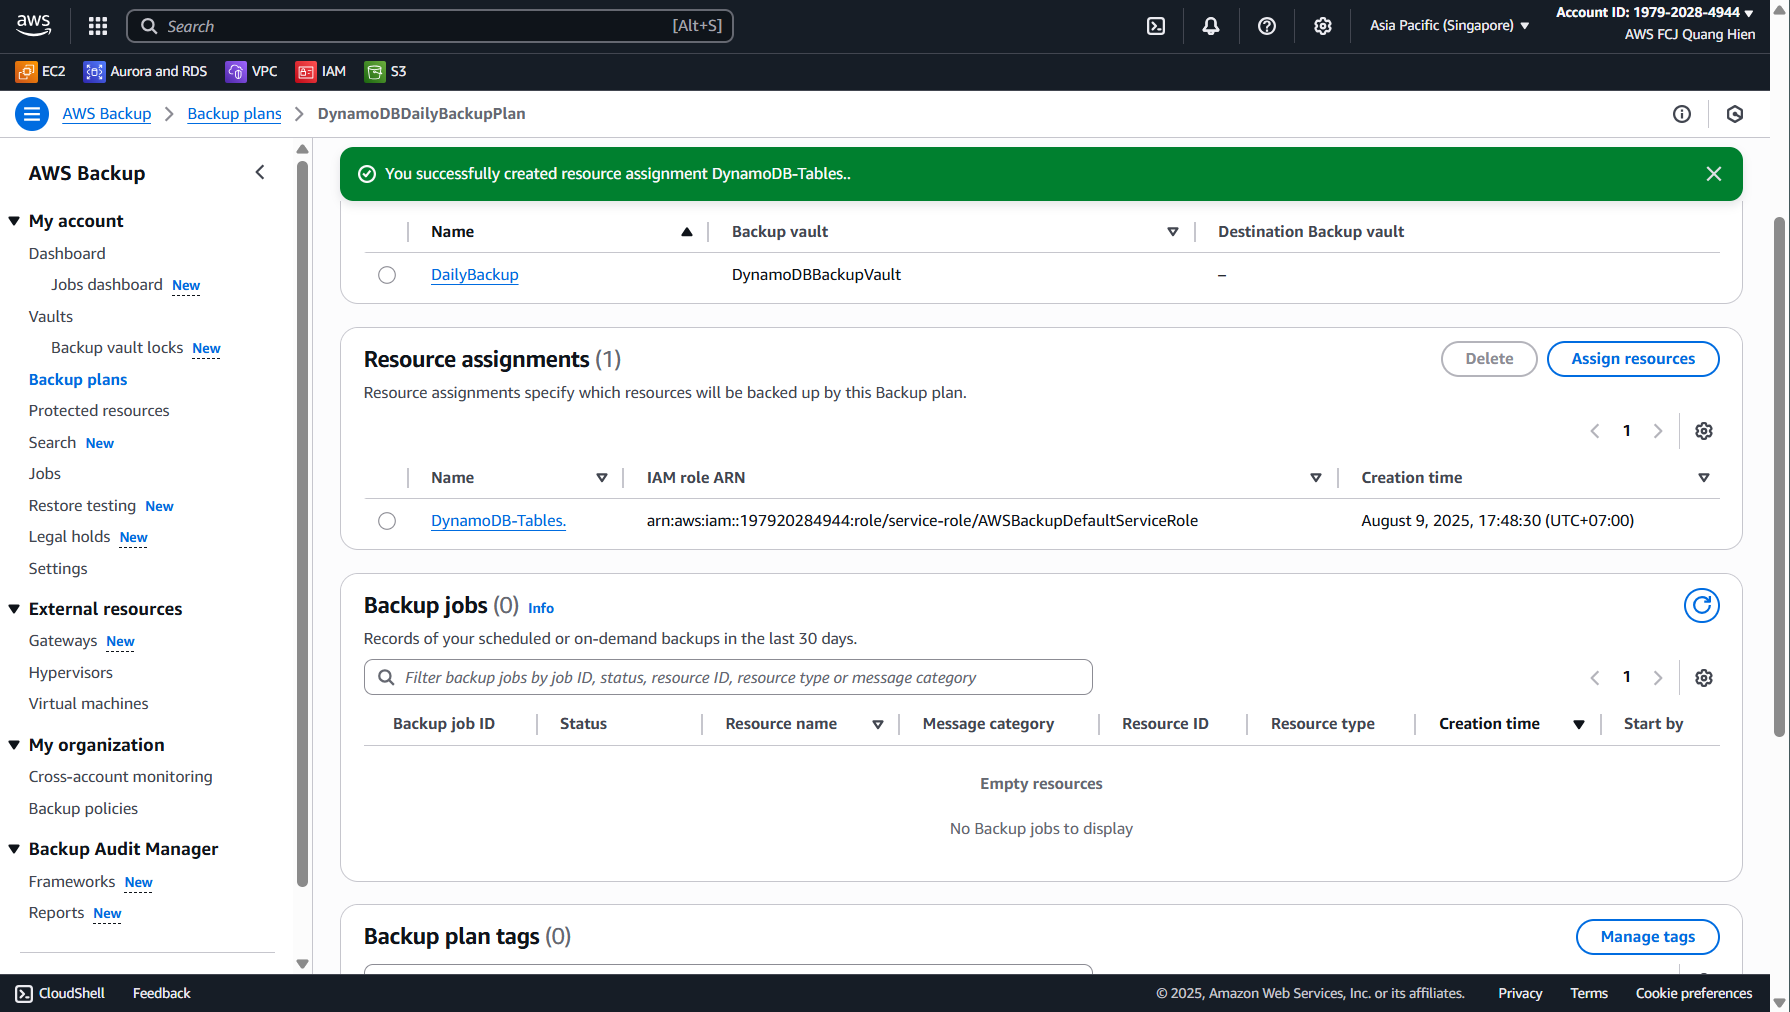 aws
Search [Alt+S]
Asia Pacific (Singapore) ▼
Account ID: 1979-2028-4944 ▼
AWS FCJ Quang Hien
EC2 Aurora and RDS VPC IAM S3
AWS Backup > Backup plans > DynamoDBDailyBackupPlan
AWS Backup
My account
Dashboard
Jobs dashboard New
Vaults
Backup vault locks New
Backup plans
Protected resources
Search New
Jobs
Restore testing New
Legal holds New
Settings
External resources
Gateways New
Hypervisors
Virtual machines
My organization
Cross-account monitoring
Backup policies
Backup Audit Manager
Frameworks New
Reports New
You successfully created resource assignment DynamoDB-Tables..
Name Backup vault Destination Backup vault
DailyBackup DynamoDBBackupVault –
Resource assignments (1)
Delete Assign resources
Resource assignments specify which resources will be backed up by this Backup plan.
1
Name IAM role ARN Creation time
DynamoDB-Tables. arn:aws:iam::197920284944:role/service-role/AWSBackupDefaultServiceRole August 9, 2025, 17:48:30 (UTC+07:00)
Backup jobs (0) Info
Records of your scheduled or on-demand backups in the last 30 days.
Filter backup jobs by job ID, status, resource ID, resource type or message category
1
Backup job ID Status Resource name Message category Resource ID Resource type Creation time Start by
Empty resources
No Backup jobs to display
Backup plan tags (0)
Manage tags
CloudShell Feedback
© 2025, Amazon Web Services, Inc. or its affiliates. Privacy Terms Cookie preferences